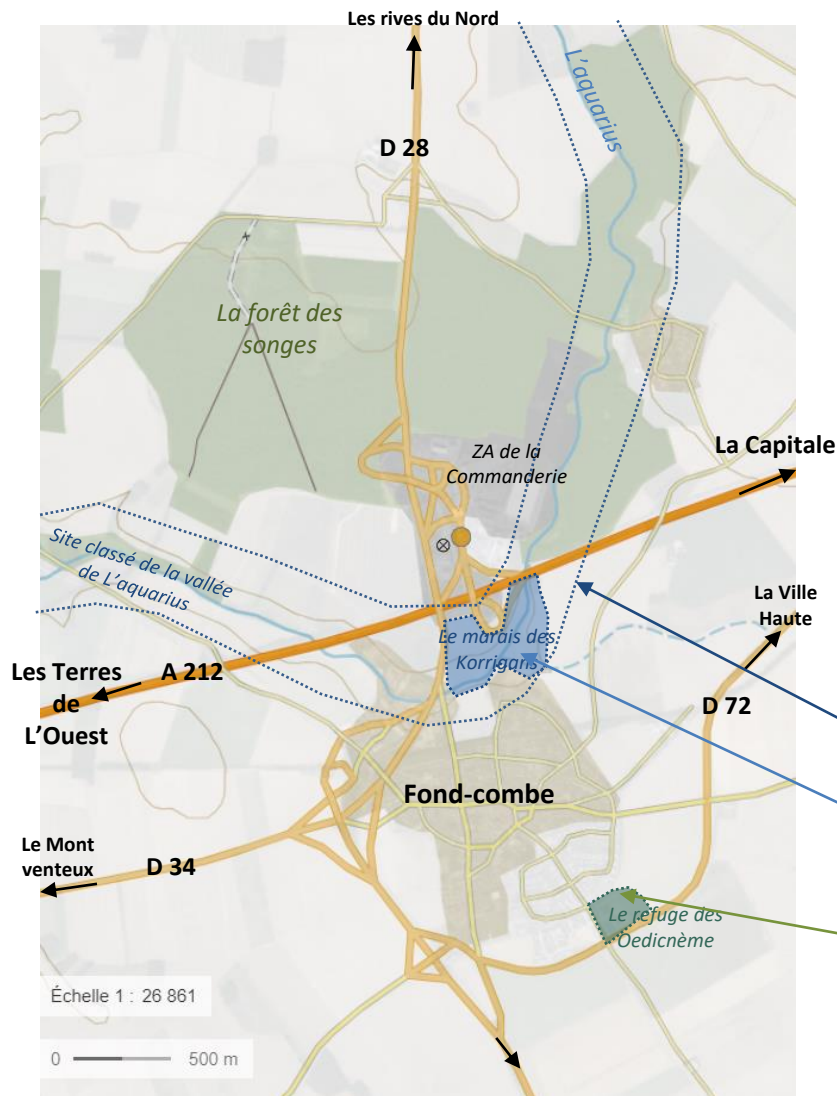 Les rives du Nord
L'aquarius
D 28
La forêt des
songes
La Capitale
ZA de la
Commanderie
Site classé de la vallée
de L'aquarius
La Ville
Haute
Le marais des
Korrigans
Les Terres
de
L'Ouest
A 212
D 72
Fond-combe
Le Mont
venteux
D 34
Le refuge des
Oedicnème
Échelle 1 : 26 861
0 500 m